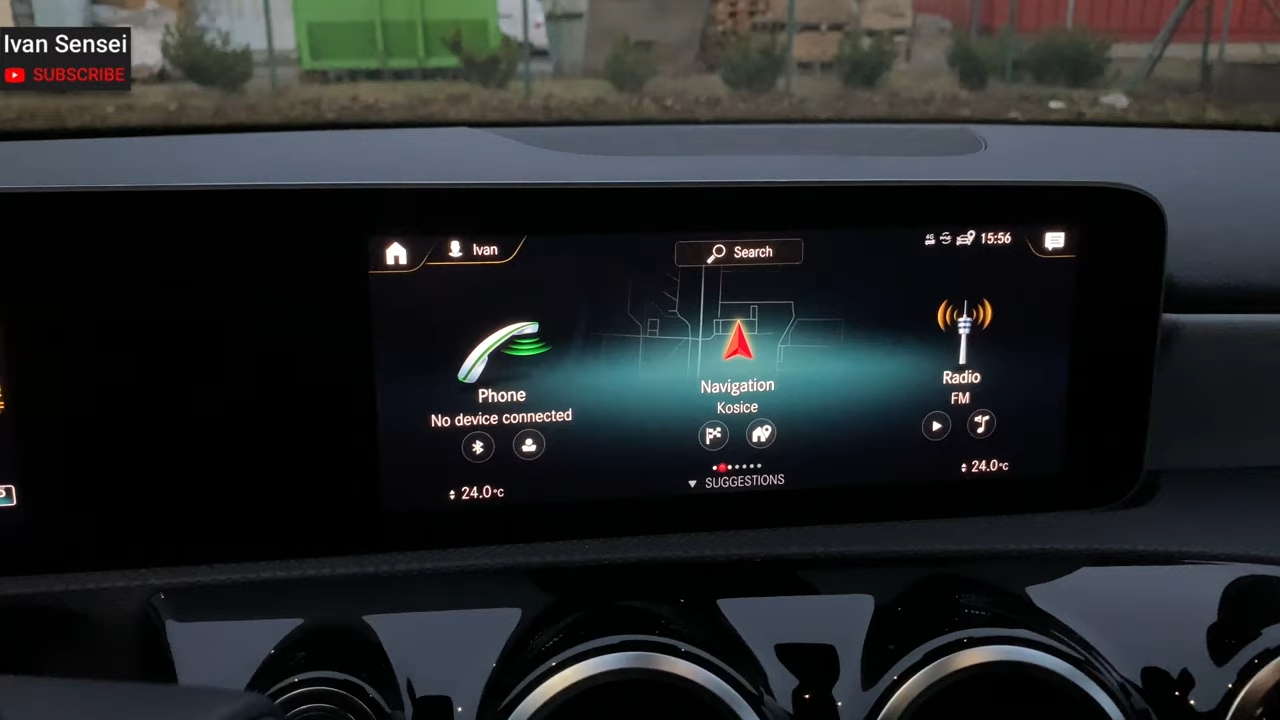 Ivan Sensei
SUBSCRIBE
Ivan
Search
4G
15:56
Phone
No device connected
Navigation
Kosice
Radio
FM
SUGGESTIONS
24.0°C
24.0°C